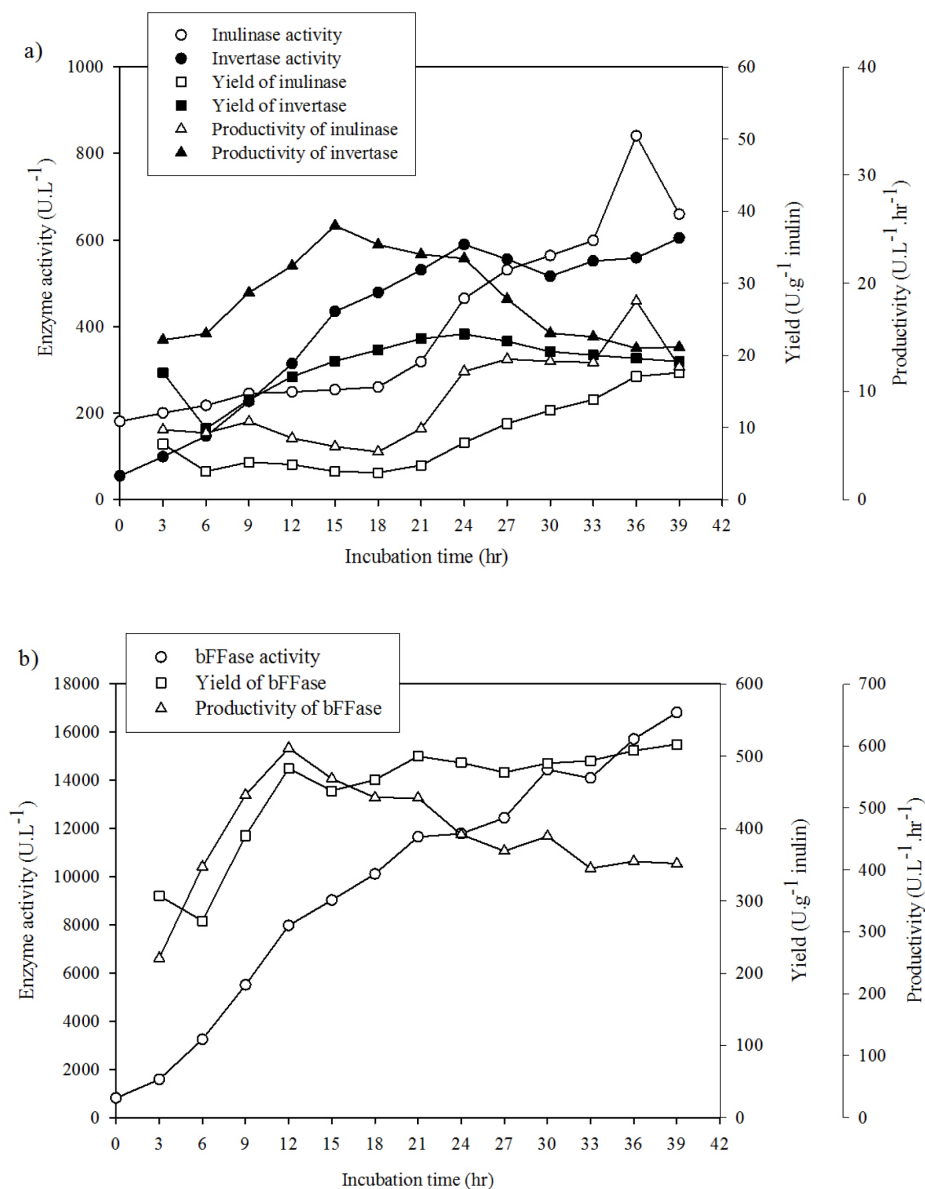 a)
Inulinase activity
Invertase activity
Yield of inulinase
Yield of invertase
Productivity of inulinase
Productivity of invertase
Enzyme activity (U.L⁻¹)
1000
800
600
400
200
0
60
50
40
30
20
10
0
Yield (U.g⁻¹ inulin)
40
30
20
10
0
Productivity (U.L⁻¹.hr⁻¹)
0 3 6 9 12 15 18 21 24 27 30 33 36 39 42
Incubation time (hr)
b)
bFFase activity
Yield of bFFase
Productivity of bFFase
Enzyme activity (U.L⁻¹)
18000
16000
14000
12000
10000
8000
6000
4000
2000
0
600
500
400
300
200
100
0
Yield (U.g⁻¹ inulin)
700
600
500
400
300
200
100
0
Productivity (U.L⁻¹.hr⁻¹)
0 3 6 9 12 15 18 21 24 27 30 33 36 39 42
Incubation time (hr)